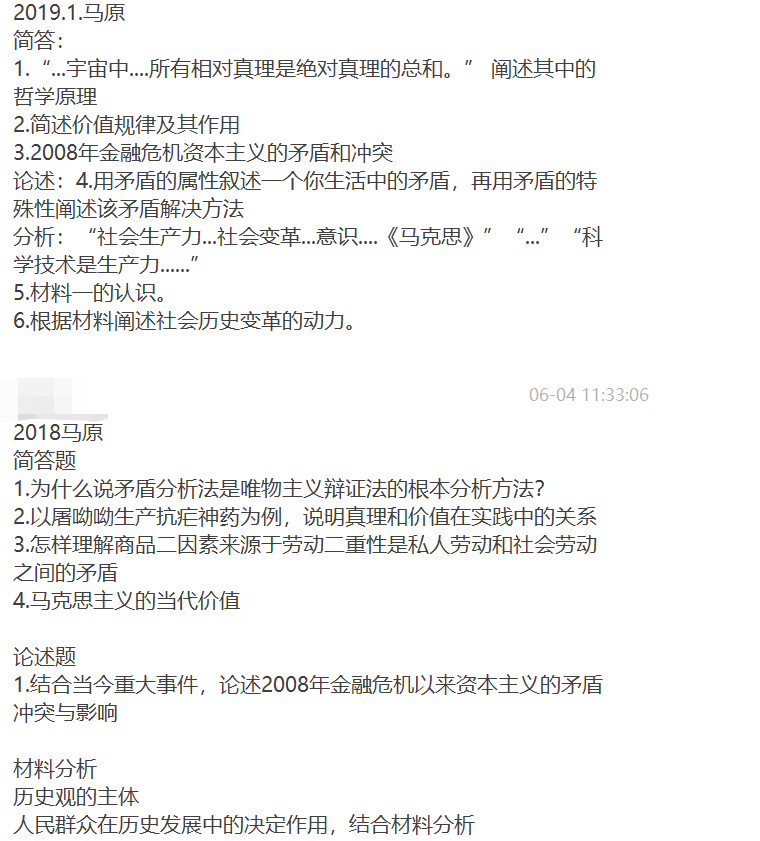 2019.1.马原
简答：
1.“...宇宙中....所有相对真理是绝对真理的总和。” 阐述其中的
哲学原理
2.简述价值规律及其作用
3.2008年金融危机资本主义的矛盾和冲突
论述：4.用矛盾的属性叙述一个你生活中的矛盾，再用矛盾的特
殊性阐述该矛盾解决方法
分析：“社会生产力...社会变革...意识....《马克思》”“...”“科
学技术是生产力......”
5.材料一的认识。
6.根据材料阐述社会历史变革的动力。
06-04 11:33:06
2018马原
简答题
1.为什么说矛盾分析法是唯物主义辩证法的根本分析方法？
2.以屠呦呦生产抗疟神药为例，说明真理和价值在实践中的关系
3.怎样理解商品二因素来源于劳动二重性是私人劳动和社会劳动
之间的矛盾
4.马克思主义的当代价值
论述题
1.结合当今重大事件，论述2008年金融危机以来资本主义的矛盾
冲突与影响
材料分析
历史观的主体
人民群众在历史发展中的决定作用，结合材料分析